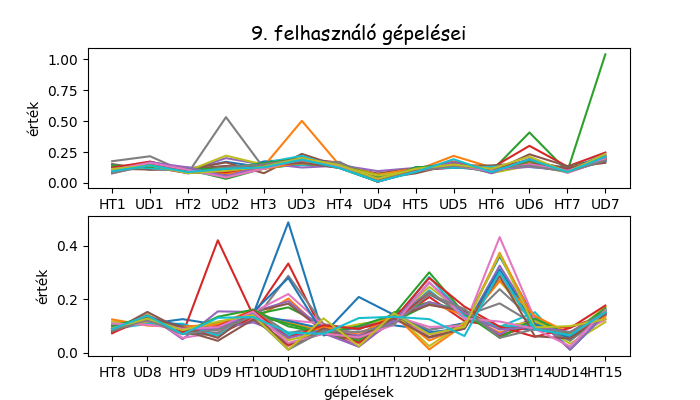 9. felhasználó gépelései
1.00
0.75
0.50
0.25
0.00
érték
HT1 UD1 HT2 UD2 HT3 UD3 HT4 UD4 HT5 UD5 HT6 UD6 HT7 UD7
0.4
0.2
0.0
érték
HT8 UD8 HT9 UD9 HT10 UD10 HT11 UD11 HT12 UD12 HT13 UD13 HT14 UD14 HT15
gépelések